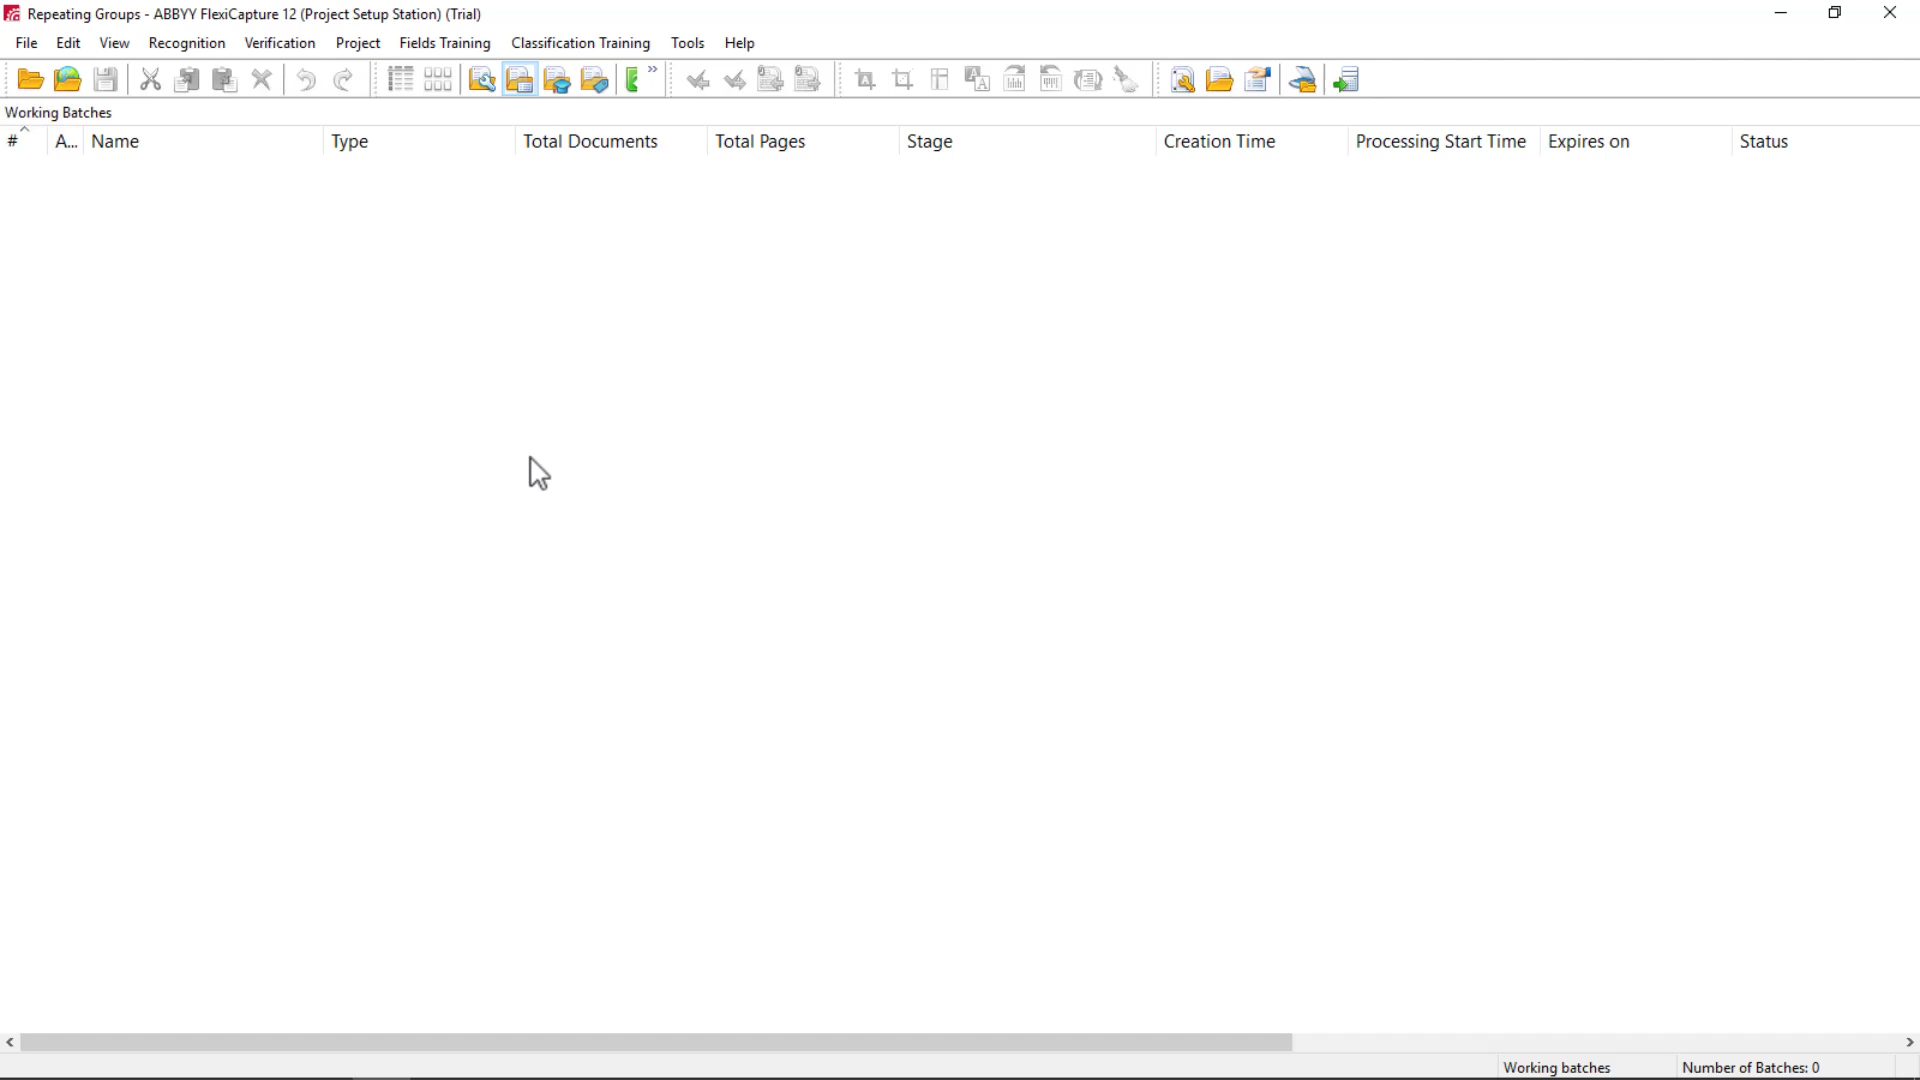 Repeating Groups - ABBYY FlexiCapture 12 (Project Setup Station) (Trial)
File Edit View Recognition Verification Project Fields Training Classification Training Tools Help
Working Batches
# A... Name Type Total Documents Total Pages Stage Creation Time Processing Start Time Expires on Status
Working batches Number of Batches: 0